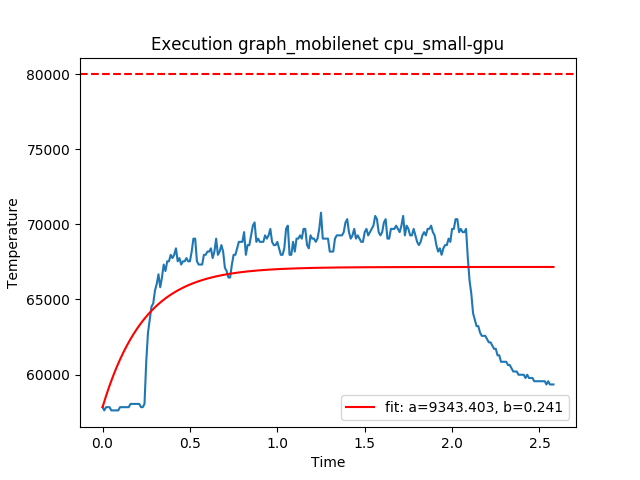 Execution graph_mobilenet cpu_small-gpu
80000
75000
70000
65000
60000
Temperature
fit: a=9343.403, b=0.241
0.0 0.5 1.0 1.5 2.0 2.5
Time